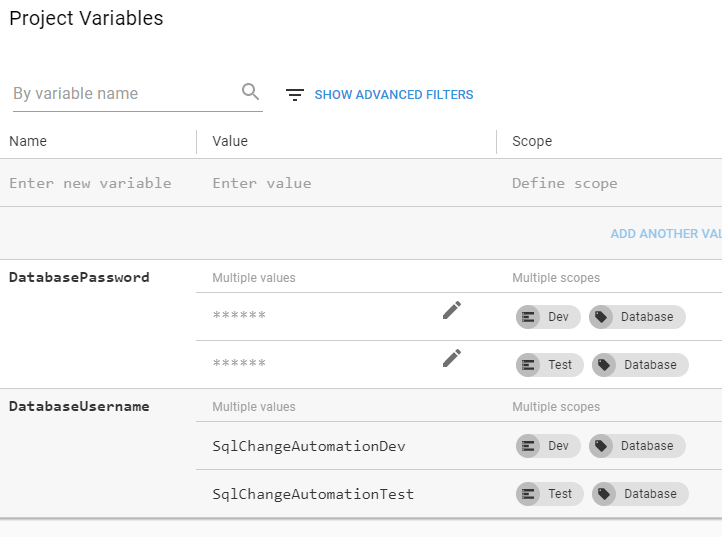 Project Variables
By variable name SHOW ADVANCED FILTERS
Name Value Scope
Enter new variable Enter value Define scope
ADD ANOTHER VAL
DatabasePassword Multiple values Multiple scopes
****** Dev Database
****** Test Database
DatabaseUsername Multiple values Multiple scopes
SqlChangeAutomationDev Dev Database
SqlChangeAutomationTest Test Database